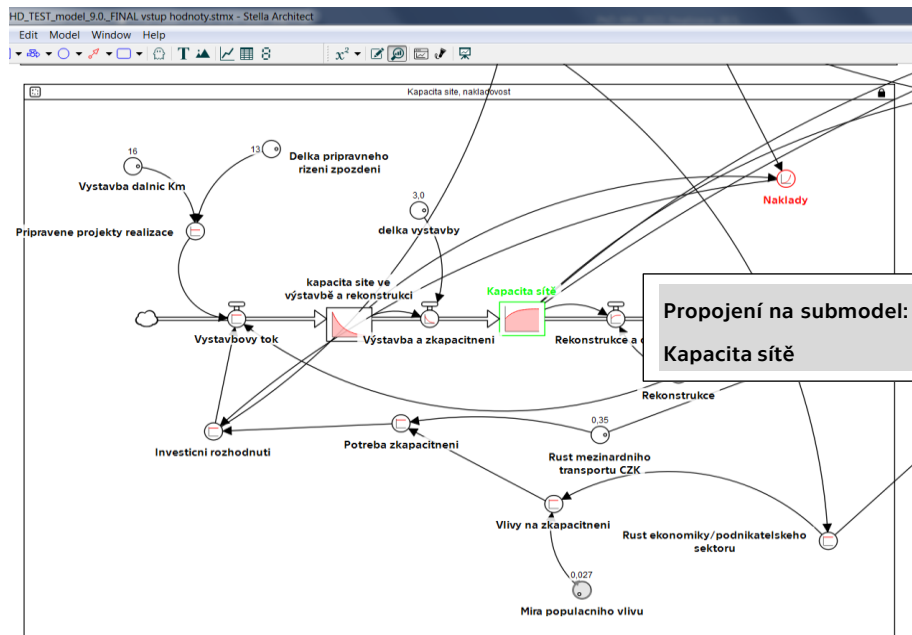 HD_TEST_model_9.0._FINAL vstup hodnoty.stmx - Stella Architect
Edit Model Window Help
T
x²
Kapacita site, nakladovost
16
Vystavba dalnic Km
13
Delka pripravneho
rizeni zpozdeni
3,0
delka vystavby
Naklady
Pripravene projekty realizace
kapacita site ve
výstavbě a rekonstrukci
Kapacita sítě
Propojení na submodel:
Kapacita sítě
Vystavbovy tok
Výstavba a zkapacitneni
Rekonstrukce a
Rekonstrukce
Investicni rozhodnuti
Potreba zkapacitneni
0,35
Rust mezinardniho
transportu CZK
Vlivy na zkapacitneni
Rust ekonomiky/podnikatelskeho
sektoru
0,027
Mira populacniho vlivu